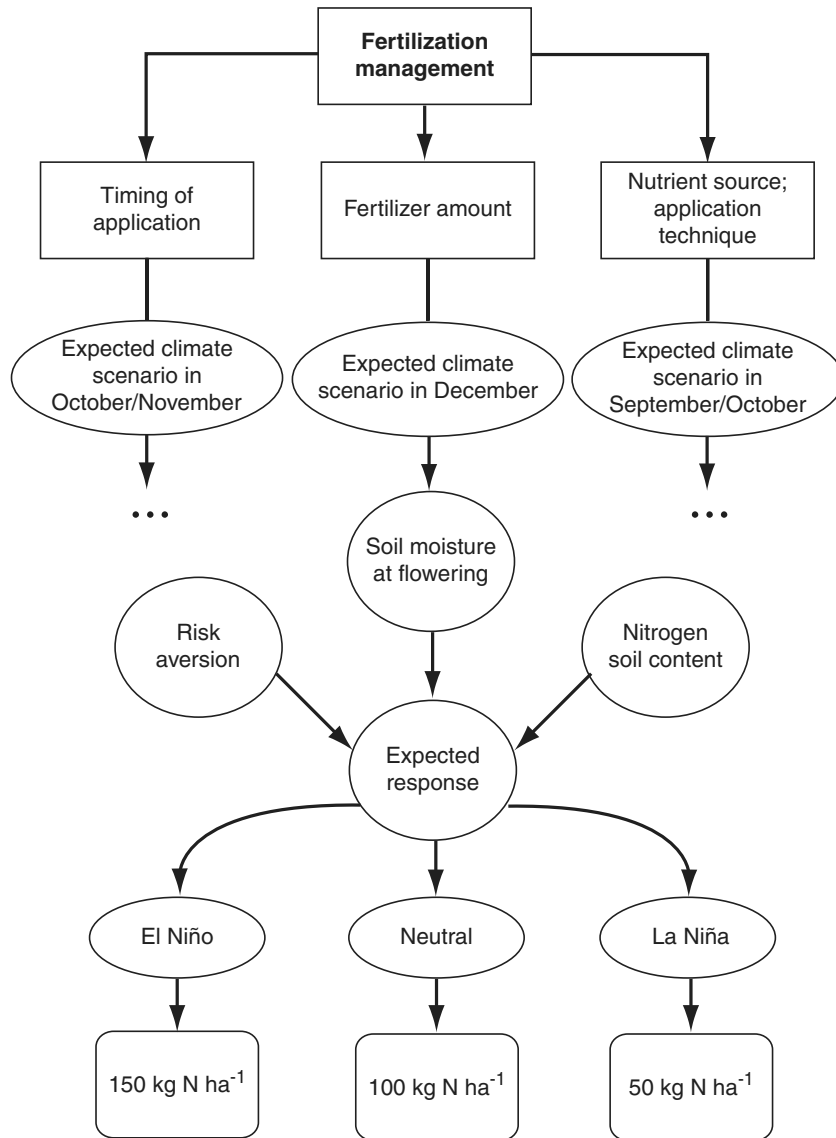 Fertilization
management
Timing of
application
Fertilizer amount
Nutrient source;
application
technique
Expected climate
scenario in
October/November
Expected climate
scenario in December
Expected climate
scenario in
September/October
...
...
Soil moisture
at flowering
Risk
aversion
Nitrogen
soil content
Expected
response
El Niño
Neutral
La Niña
150 kg N ha⁻¹
100 kg N ha⁻¹
50 kg N ha⁻¹